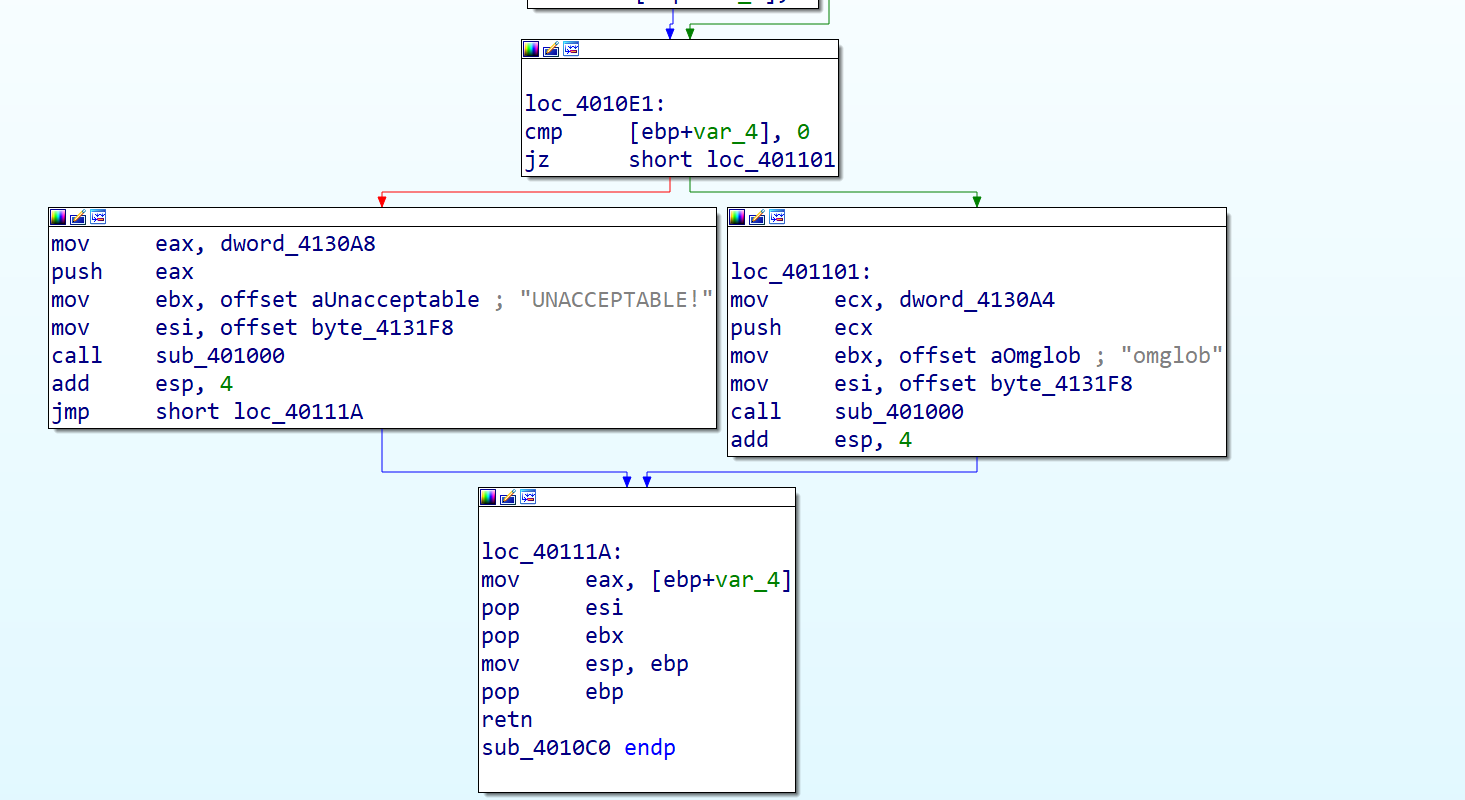 loc_4010E1:
cmp [ebp+var_4], 0
jz short loc_401101
mov eax, dword_4130A8
push eax
mov ebx, offset aUnacceptable ; "UNACCEPTABLE!"
mov esi, offset byte_4131F8
call sub_401000
add esp, 4
jmp short loc_40111A
loc_401101:
mov ecx, dword_4130A4
push ecx
mov ebx, offset aOmglob ; "omglob"
mov esi, offset byte_4131F8
call sub_401000
add esp, 4
loc_40111A:
mov eax, [ebp+var_4]
pop esi
pop ebx
mov esp, ebp
pop ebp
retn
sub_4010C0 endp